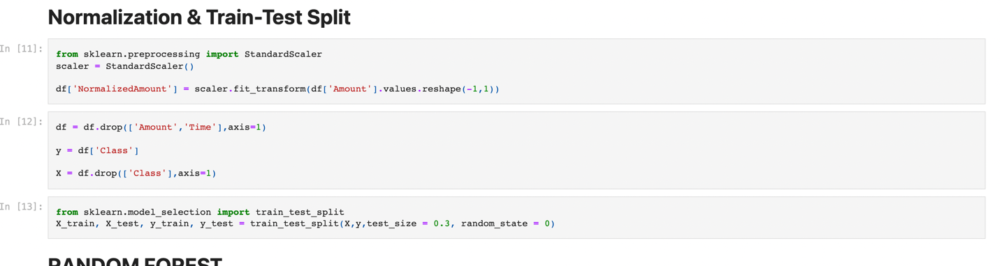 Normalization & Train-Test Split
In [11]:
from sklearn.preprocessing import StandardScaler
scaler = StandardScaler()
df['NormalizedAmount'] = scaler.fit_transform(df['Amount'].values.reshape(-1,1))
In [12]:
df = df.drop(['Amount','Time'],axis=1)
y = df['Class']
X = df.drop(['Class'],axis=1)
In [13]:
from sklearn.model_selection import train_test_split
X_train, X_test, y_train, y_test = train_test_split(X,y,test_size = 0.3, random_state = 0)
RANDOM FOREST